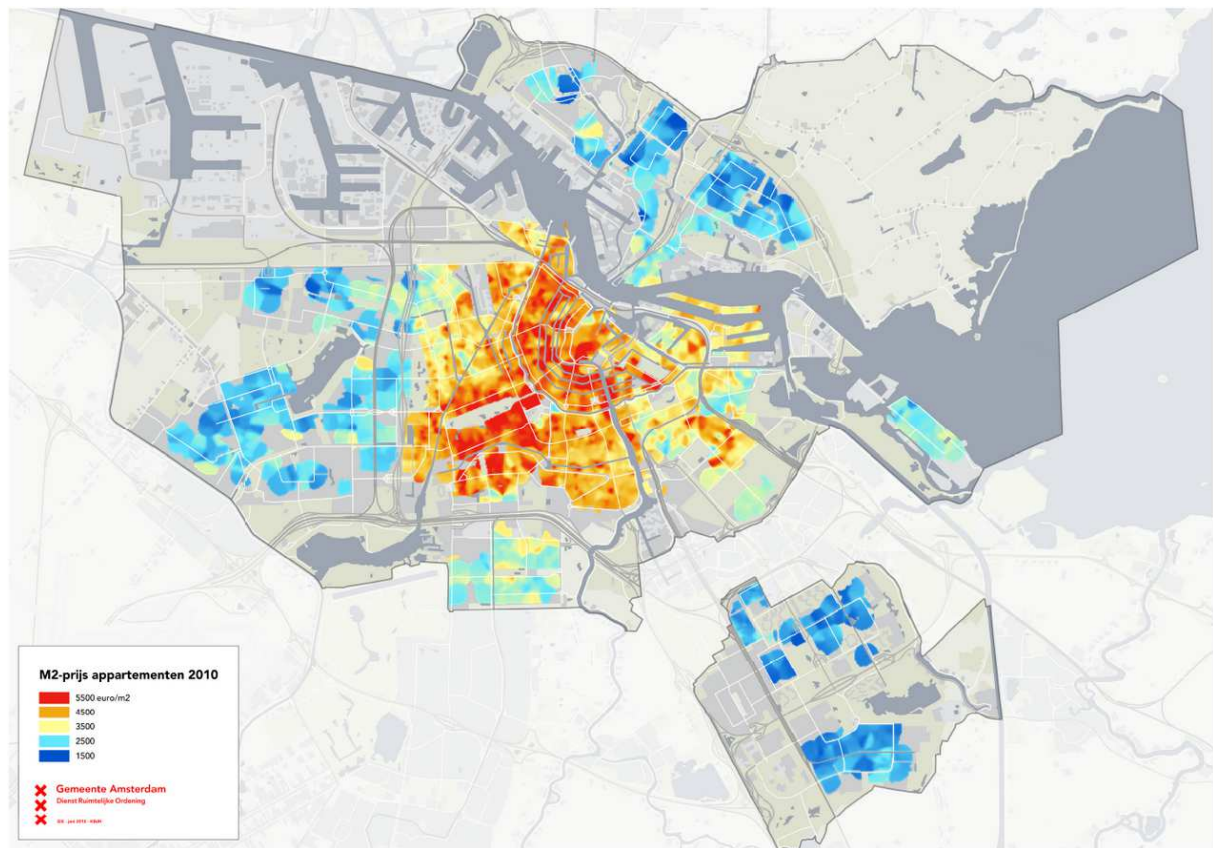 M2-prijs appartementen 2010
5500 euro/m2
4500
3500
2500
1500
Gemeente Amsterdam
Dienst Ruimtelijke Ordening